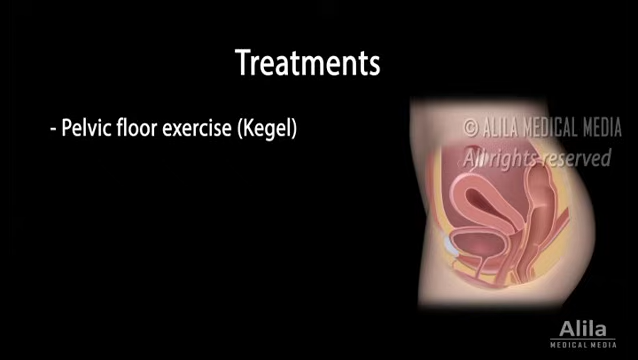 Treatments
- Pelvic floor exercise (Kegel)
© ALILA MEDICAL MEDIA
All rights reserved
Alila
MEDICAL MEDIA